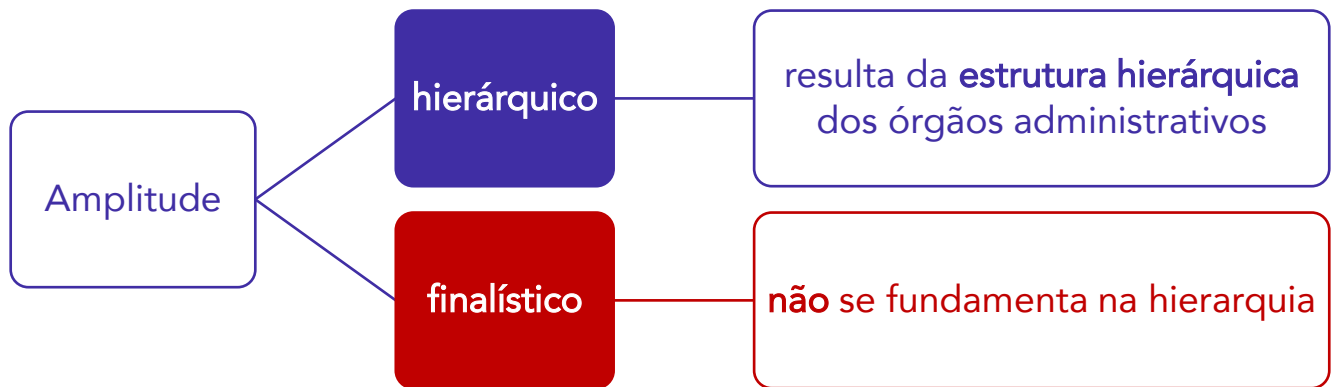 Amplitude
hierárquico
resulta da estrutura hierárquica
dos órgãos administrativos
finalístico
não se fundamenta na hierarquia